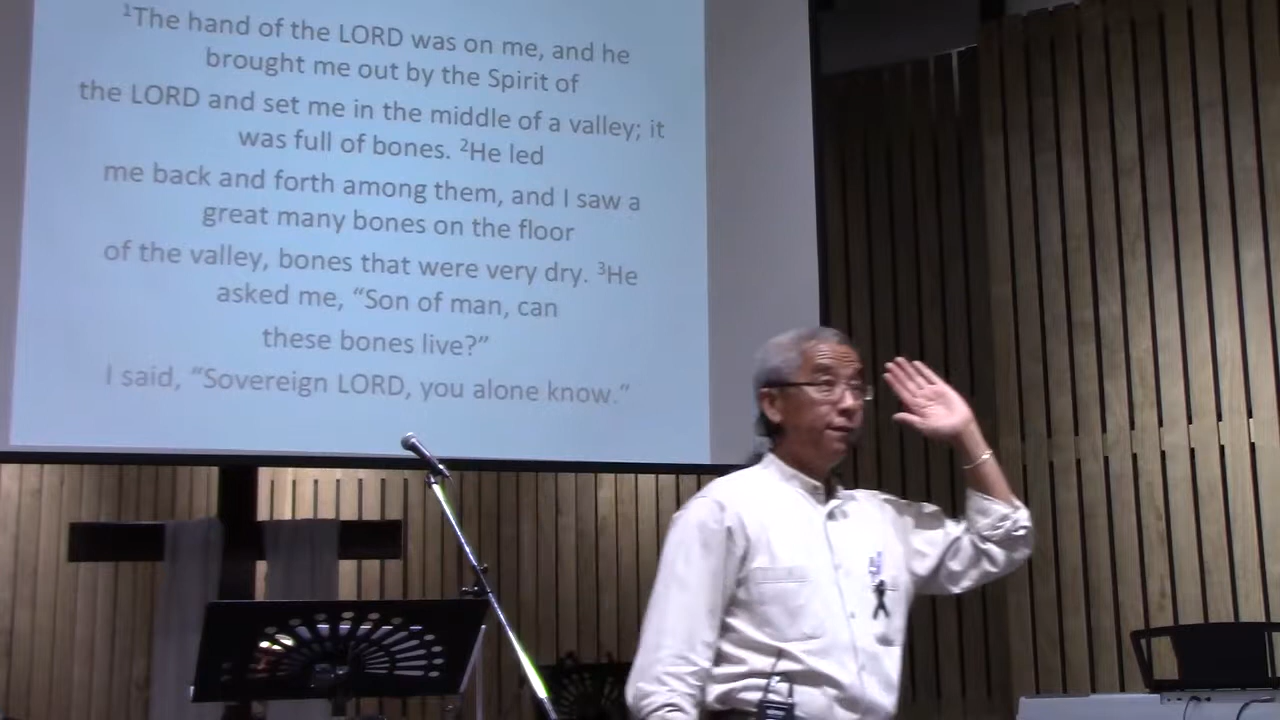 ¹The hand of the LORD was on me, and he
brought me out by the Spirit of
the LORD and set me in the middle of a valley; it
was full of bones. ²He led
me back and forth among them, and I saw a
great many bones on the floor
of the valley, bones that were very dry. ³He
asked me, “Son of man, can
these bones live?”
I said, “Sovereign LORD, you alone know.”